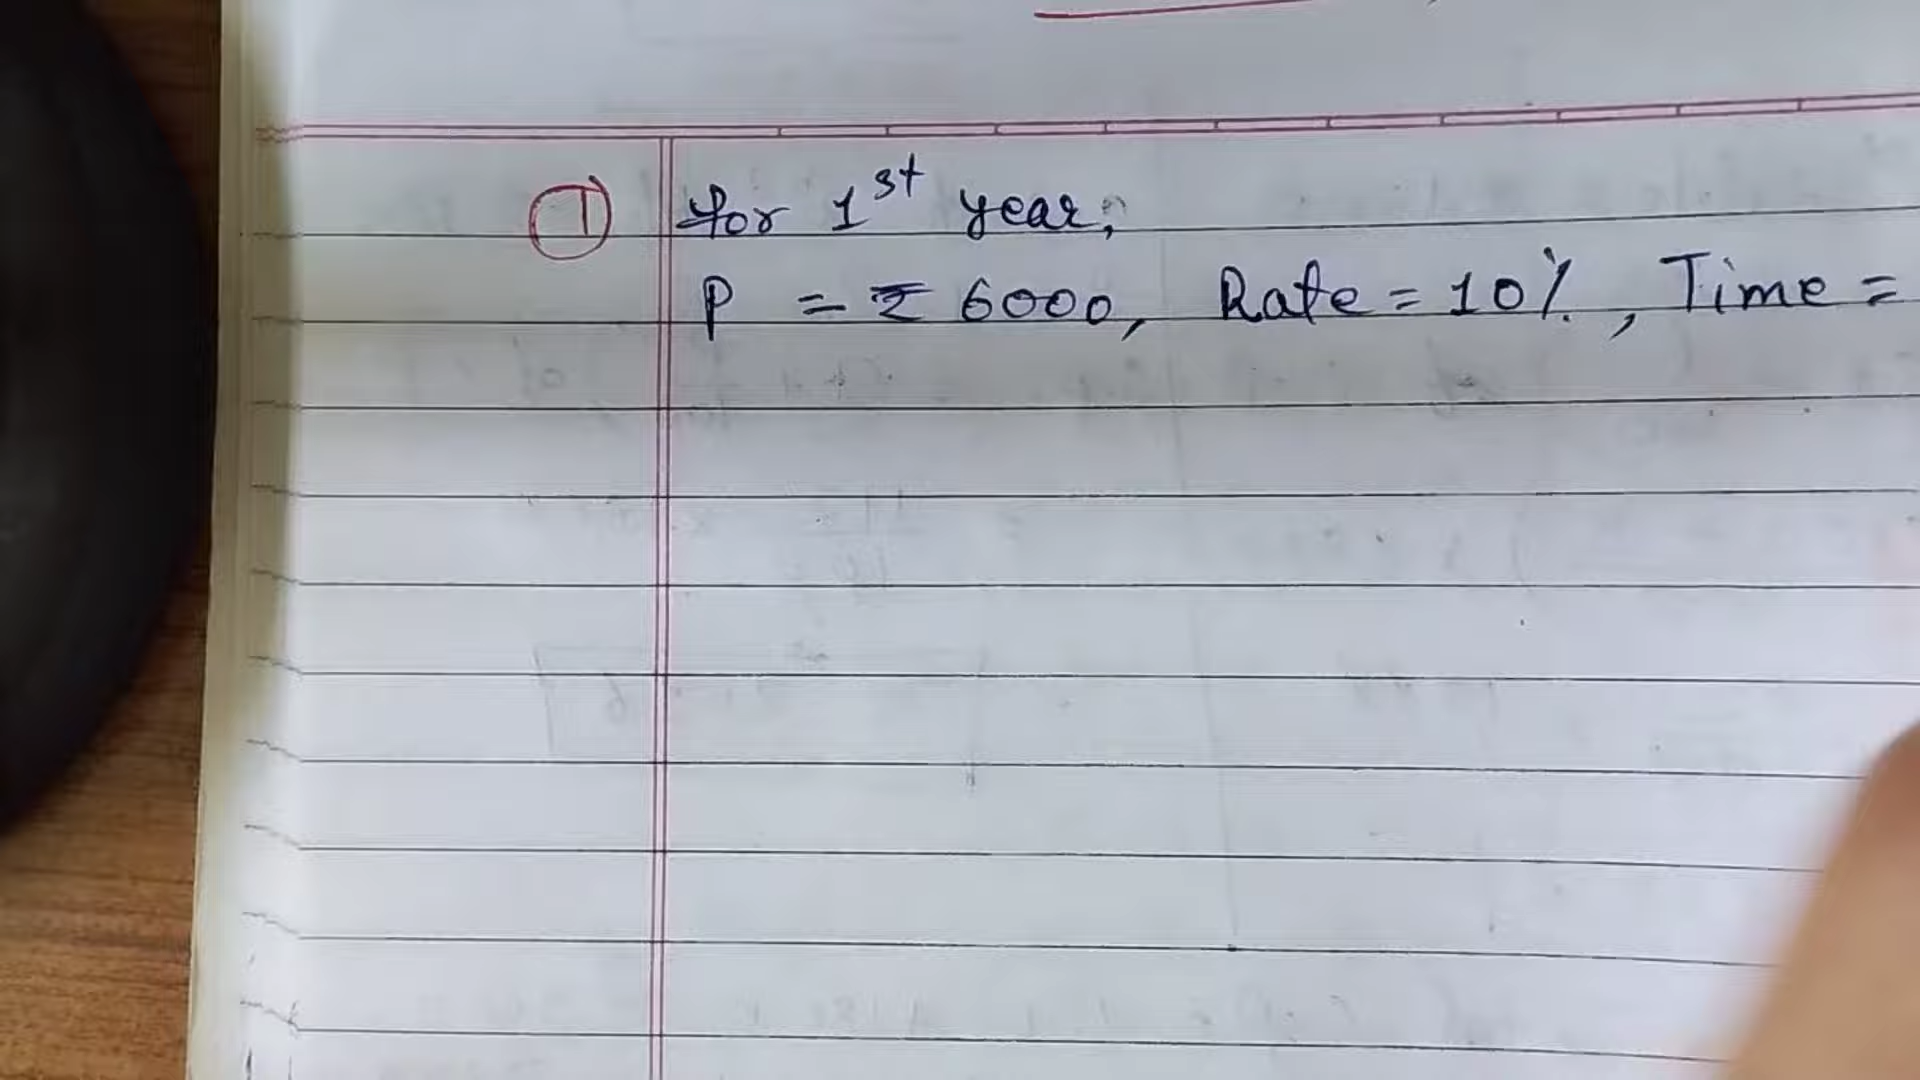 ① for 1st year,
P = ₹ 6000, Rate = 10%, Time =